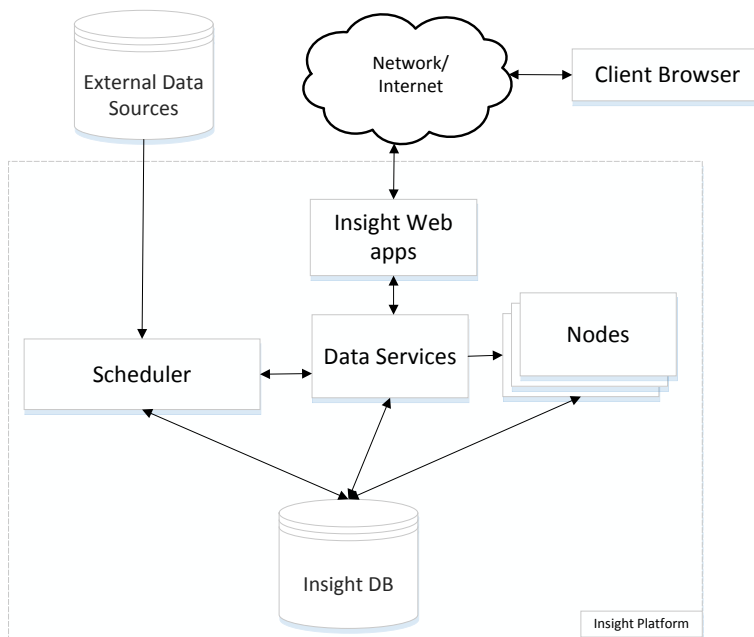 External Data
Sources
Network/
Internet
Client Browser
Insight Web
apps
Scheduler
Data Services
Nodes
Insight DB
Insight Platform